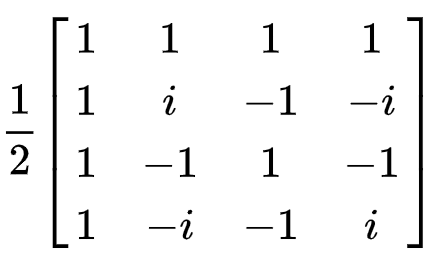 1/2 [
1 1 1 1
1 i −1 −i
1 −1 1 −1
1 −i −1 i
]